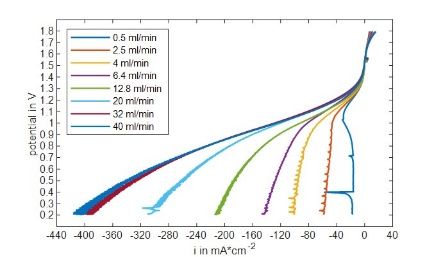 1.8
1.7
1.6
1.5
1.4
1.3
1.2
1.1
1
0.9
0.8
0.7
0.6
0.5
0.4
0.3
0.2
potential in V
0.5 ml/min
2.5 ml/min
4 ml/min
6.4 ml/min
12.8 ml/min
20 ml/min
32 ml/min
40 ml/min
-440 -400 -360 -320 -280 -240 -200 -160 -120 -80 -40 0 40
i in mA*cm⁻²